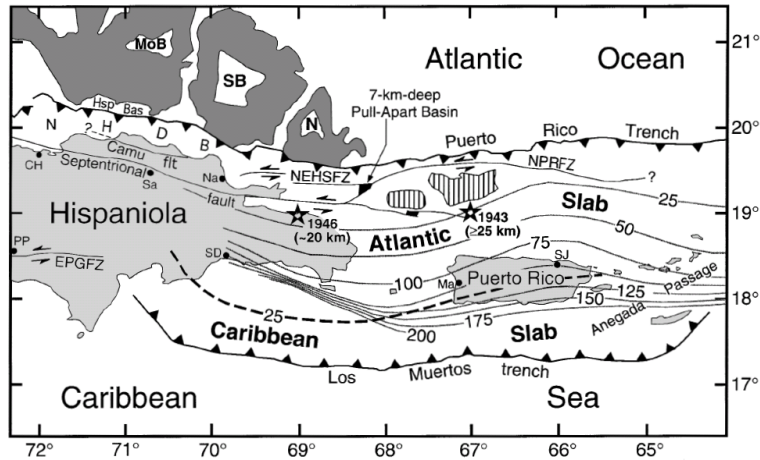 MoB
SB
N
Atlantic Ocean
21°
7-km-deep
Pull-Apart Basin
Hsp Bas
N ? H D B
Puerto Rico Trench
20°
Camu flt
Septentrional
fault
CH
Sa
Na
NEHSFZ
NPRFZ
?
25
Slab
Hispaniola
1946
(~20 km)
1943
(≥25 km)
19°
Atlantic
50
75
PP
EPGFZ
SD
SJ
100
Ma
Puerto Rico
125
Passage
150
18°
25
175
Anegada
200
Caribbean Slab
Los Muertos trench
17°
Caribbean Sea
72° 71° 70° 69° 68° 67° 66° 65°